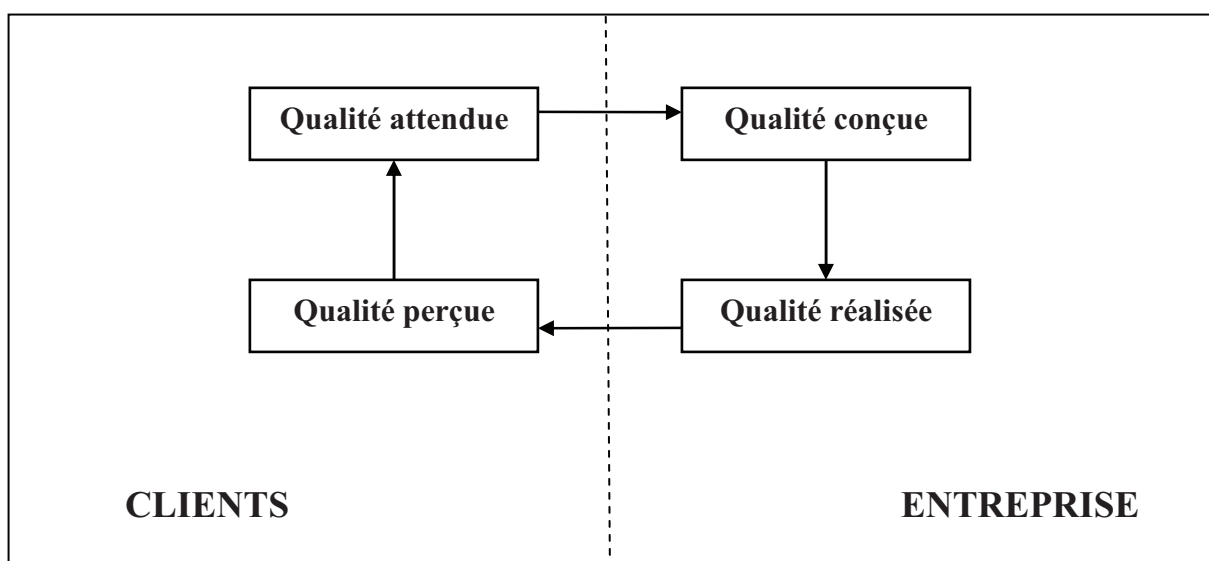 Qualité attendue
Qualité conçue
Qualité perçue
Qualité réalisée
CLIENTS
ENTREPRISE